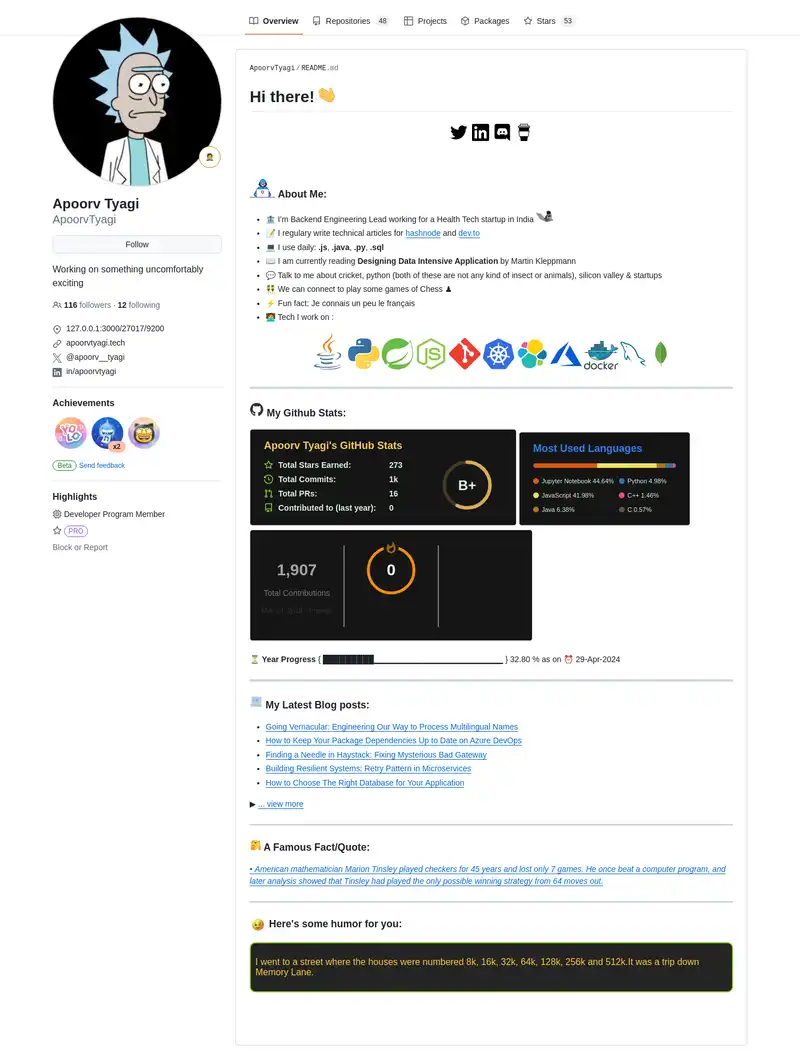 Overview Repositories 48 Projects Packages Stars 53
Apoorv Tyagi
ApoorvTyagi
Follow
Working on something uncomfortably
exciting
116 followers · 12 following
127.0.0.1:3000/27017/9200
apoorvtyagi.tech
@apoorv__tyagi
in/apoorvtyagi
Achievements
YOLO
x2
Beta Send feedback
Highlights
Developer Program Member
PRO
Block or Report
ApoorvTyagi/README.md
Hi there! 👋
About Me:
🏦 I'm Backend Engineering Lead working for a Health Tech startup in India
📝 I regulary write technical articles for hashnode and dev.to
💻 I use daily: .js, .java, .py, .sql
📖 I am currently reading Designing Data Intensive Application by Martin Kleppmann
💬 Talk to me about cricket, python (both of these are not any kind of insect or animals), silicon valley & startups
👯 We can connect to play some games of Chess ♟
⚡ Fun fact: Je connais un peu le français
🧑‍💻 Tech I work on :
Java
docker
My Github Stats:
Apoorv Tyagi's GitHub Stats
Total Stars Earned: 273
Total Commits: 1k
Total PRs: 16
Contributed to (last year): 0
B+
Most Used Languages
Jupyter Notebook 44.64% Python 4.98%
JavaScript 41.98% C++ 1.46%
Java 6.38% C 0.57%
1,907
Total Contributions
0
⏳ Year Progress { █████████▁▁▁▁▁▁▁▁▁▁▁▁▁▁▁▁▁▁▁▁▁ } 32.80 % as on ⏰ 29-Apr-2024
My Latest Blog posts:
Going Vernacular: Engineering Our Way to Process Multilingual Names
How to Keep Your Package Dependencies Up to Date on Azure DevOps
Finding a Needle in Haystack: Fixing Mysterious Bad Gateway
Building Resilient Systems: Retry Pattern in Microservices
How to Choose The Right Database for Your Application
▶ ... view more
A Famous Fact/Quote:
• American mathematician Marion Tinsley played checkers for 45 years and lost only 7 games. He once beat a computer program, and
later analysis showed that Tinsley had played the only possible winning strategy from 64 moves out.
Here's some humor for you:
I went to a street where the houses were numbered 8k, 16k, 32k, 64k, 128k, 256k and 512k.It was a trip down
Memory Lane.